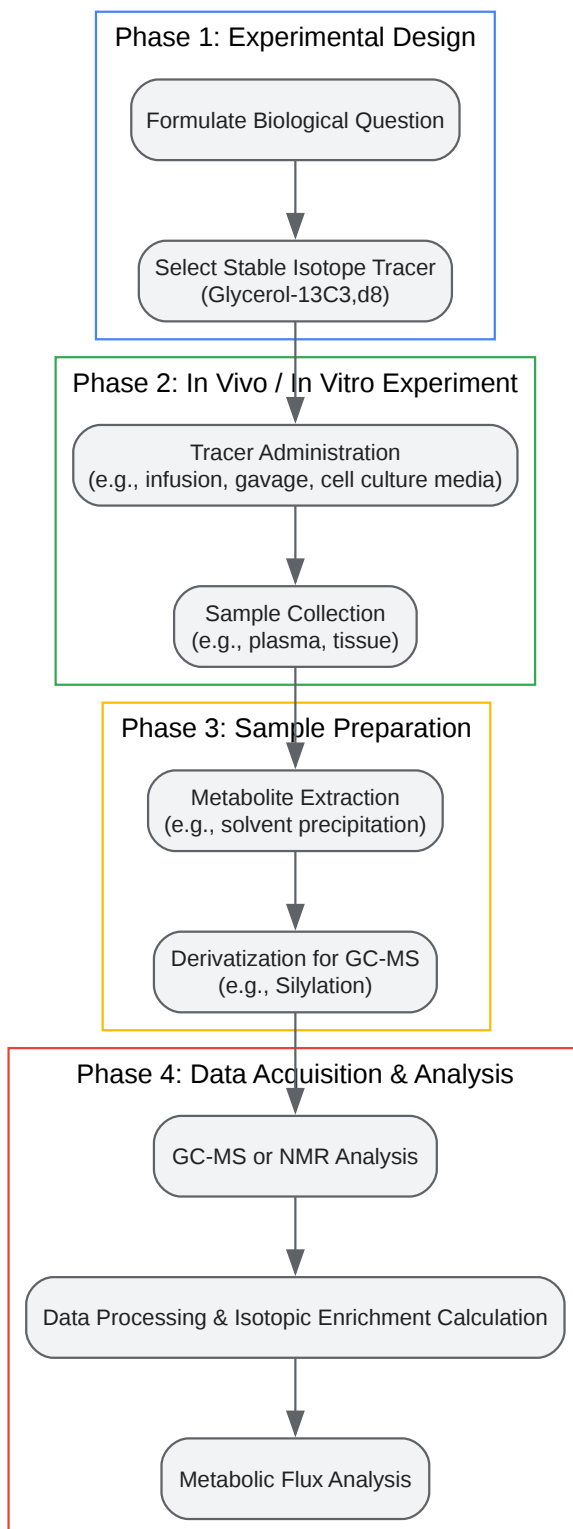 Phase 1: Experimental Design
Formulate Biological Question
Select Stable Isotope Tracer
(Glycerol-13C3,d8)
Phase 2: In Vivo / In Vitro Experiment
Tracer Administration
(e.g., infusion, gavage, cell culture media)
Sample Collection
(e.g., plasma, tissue)
Phase 3: Sample Preparation
Metabolite Extraction
(e.g., solvent precipitation)
Derivatization for GC-MS
(e.g., Silylation)
Phase 4: Data Acquisition & Analysis
GC-MS or NMR Analysis
Data Processing & Isotopic Enrichment Calculation
Metabolic Flux Analysis